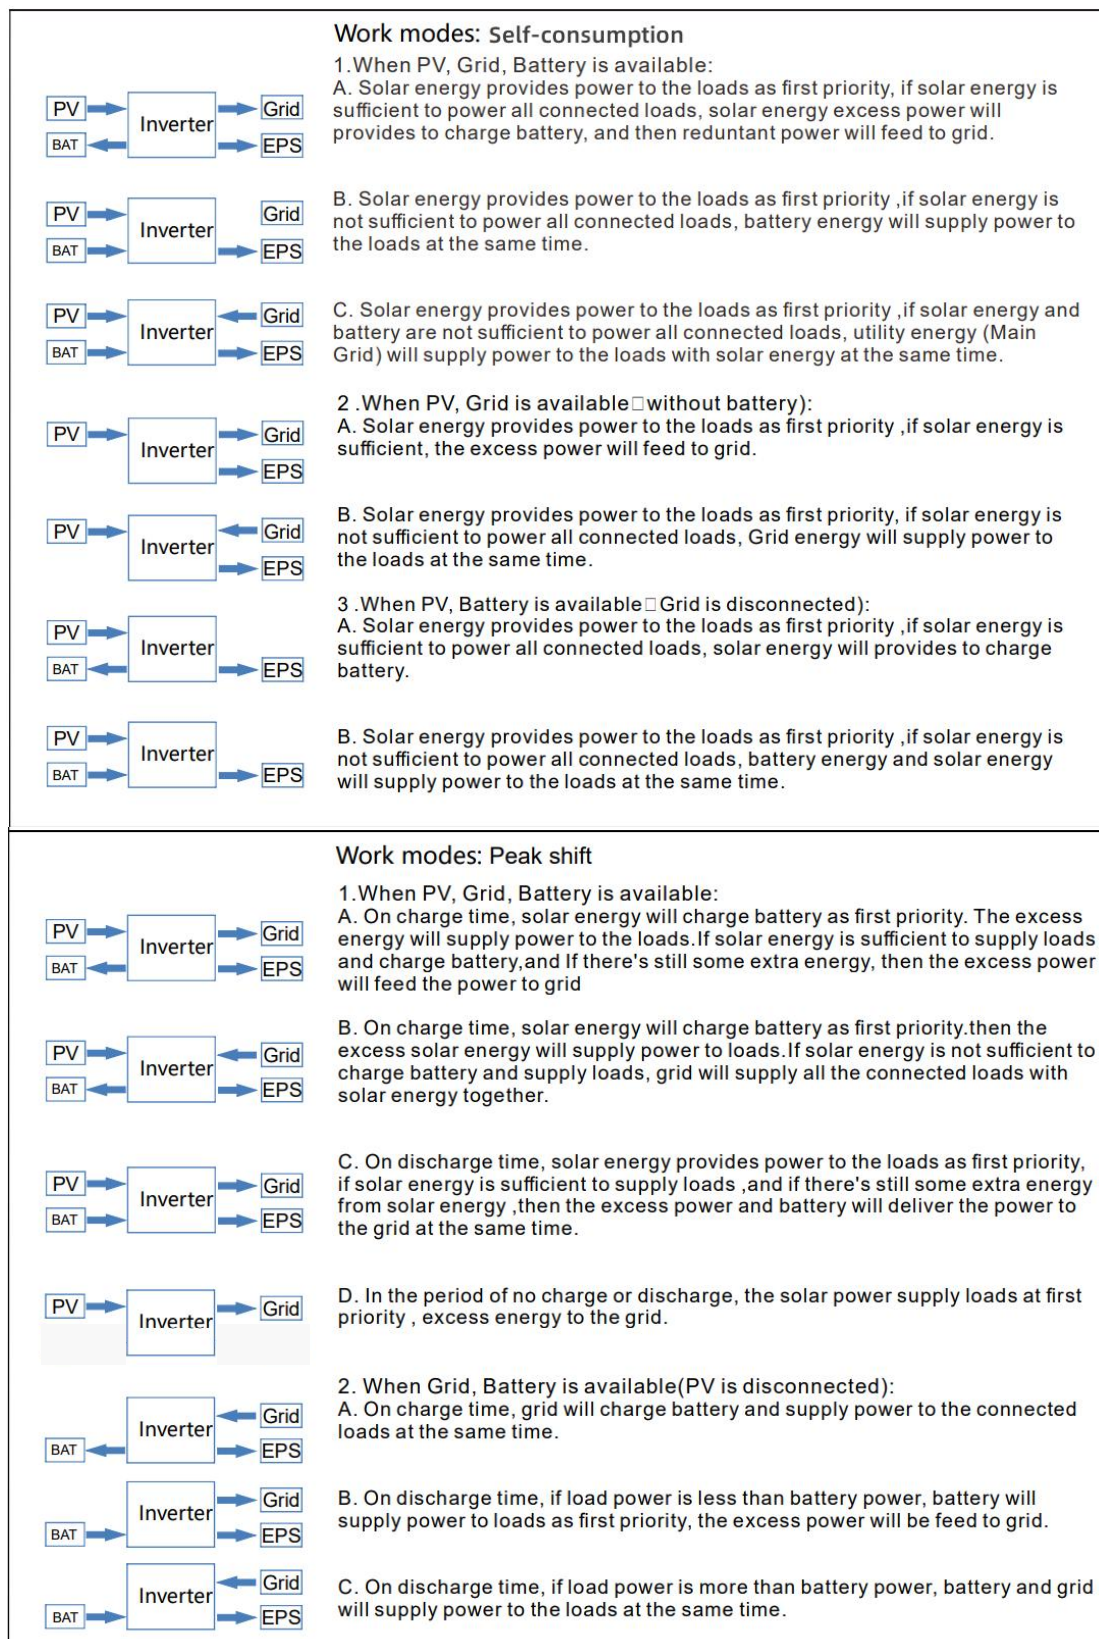 Work modes: Self-consumption
1.When PV, Grid, Battery is available:
A. Solar energy provides power to the loads as first priority, if solar energy is
sufficient to power all connected loads, solar energy excess power will
provides to charge battery, and then reduntant power will feed to grid.
PV
BAT
Inverter
Grid
EPS
B. Solar energy provides power to the loads as first priority ,if solar energy is
not sufficient to power all connected loads, battery energy will supply power to
the loads at the same time.
PV
BAT
Inverter
Grid
EPS
C. Solar energy provides power to the loads as first priority ,if solar energy and
battery are not sufficient to power all connected loads, utility energy (Main
Grid) will supply power to the loads with solar energy at the same time.
PV
BAT
Inverter
Grid
EPS
2 .When PV, Grid is available□without battery):
A. Solar energy provides power to the loads as first priority ,if solar energy is
sufficient, the excess power will feed to grid.
PV
Inverter
Grid
EPS
B. Solar energy provides power to the loads as first priority, if solar energy is
not sufficient to power all connected loads, Grid energy will supply power to
the loads at the same time.
PV
Inverter
Grid
EPS
3 .When PV, Battery is available□Grid is disconnected):
A. Solar energy provides power to the loads as first priority ,if solar energy is
sufficient to power all connected loads, solar energy will provides to charge
battery.
PV
BAT
Inverter
EPS
B. Solar energy provides power to the loads as first priority ,if solar energy is
not sufficient to power all connected loads, battery energy and solar energy
will supply power to the loads at the same time.
PV
BAT
Inverter
EPS
Work modes: Peak shift
1.When PV, Grid, Battery is available:
A. On charge time, solar energy will charge battery as first priority. The excess
energy will supply power to the loads.If solar energy is sufficient to supply loads
and charge battery,and If there's still some extra energy, then the excess power
will feed the power to grid
PV
BAT
Inverter
Grid
EPS
B. On charge time, solar energy will charge battery as first priority.then the
excess solar energy will supply power to loads.If solar energy is not sufficient to
charge battery and supply loads, grid will supply all the connected loads with
solar energy together.
PV
BAT
Inverter
Grid
EPS
C. On discharge time, solar energy provides power to the loads as first priority,
if solar energy is sufficient to supply loads ,and if there's still some extra energy
from solar energy ,then the excess power and battery will deliver the power to
the grid at the same time.
PV
BAT
Inverter
Grid
EPS
D. In the period of no charge or discharge, the solar power supply loads at first
priority , excess energy to the grid.
PV
Inverter
Grid
2. When Grid, Battery is available(PV is disconnected):
A. On charge time, grid will charge battery and supply power to the connected
loads at the same time.
BAT
Inverter
Grid
EPS
B. On discharge time, if load power is less than battery power, battery will
supply power to loads as first priority, the excess power will be feed to grid.
BAT
Inverter
Grid
EPS
C. On discharge time, if load power is more than battery power, battery and grid
will supply power to the loads at the same time.
BAT
Inverter
Grid
EPS